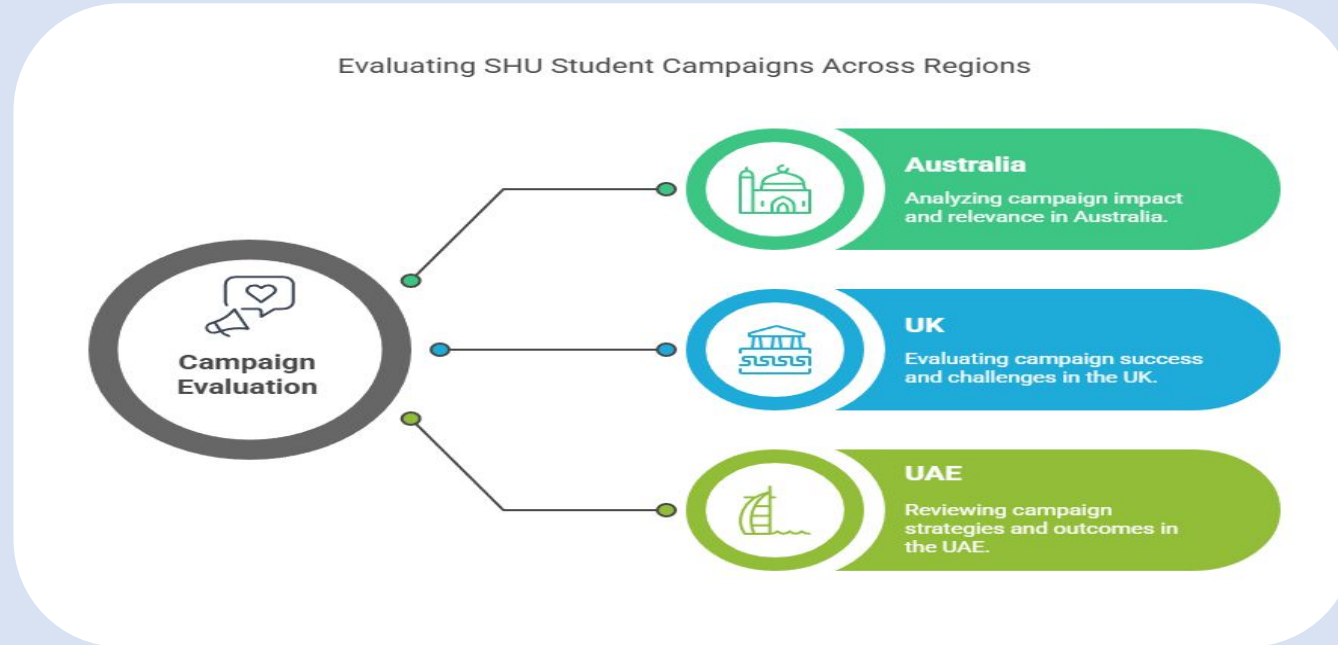 Evaluating SHU Student Campaigns Across Regions
Campaign
Evaluation
Australia
Analyzing campaign impact
and relevance in Australia.
UK
Evaluating campaign success
and challenges in the UK.
UAE
Reviewing campaign
strategies and outcomes in
the UAE.